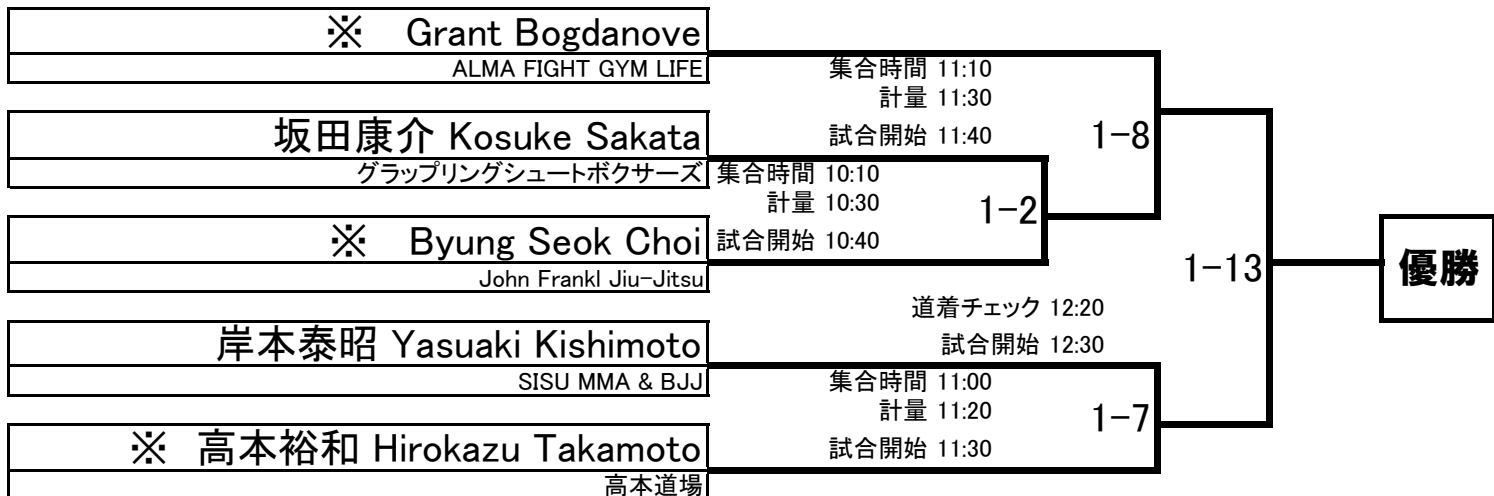 ※ Grant Bogdanove
ALMA FIGHT GYM LIFE
集合時間 11:10
計量 11:30
試合開始 11:40
1-8
坂田康介 Kosuke Sakata
グラップリングシュートボクサーズ
集合時間 10:10
計量 10:30
試合開始 10:40
1-2
※ Byung Seok Choi
John Frankl Jiu-Jitsu
1-13
優勝
道着チェック 12:20
試合開始 12:30
岸本泰昭 Yasuaki Kishimoto
SISU MMA & BJJ
集合時間 11:00
計量 11:20
試合開始 11:30
1-7
※ 高本裕和 Hirokazu Takamoto
高本道場